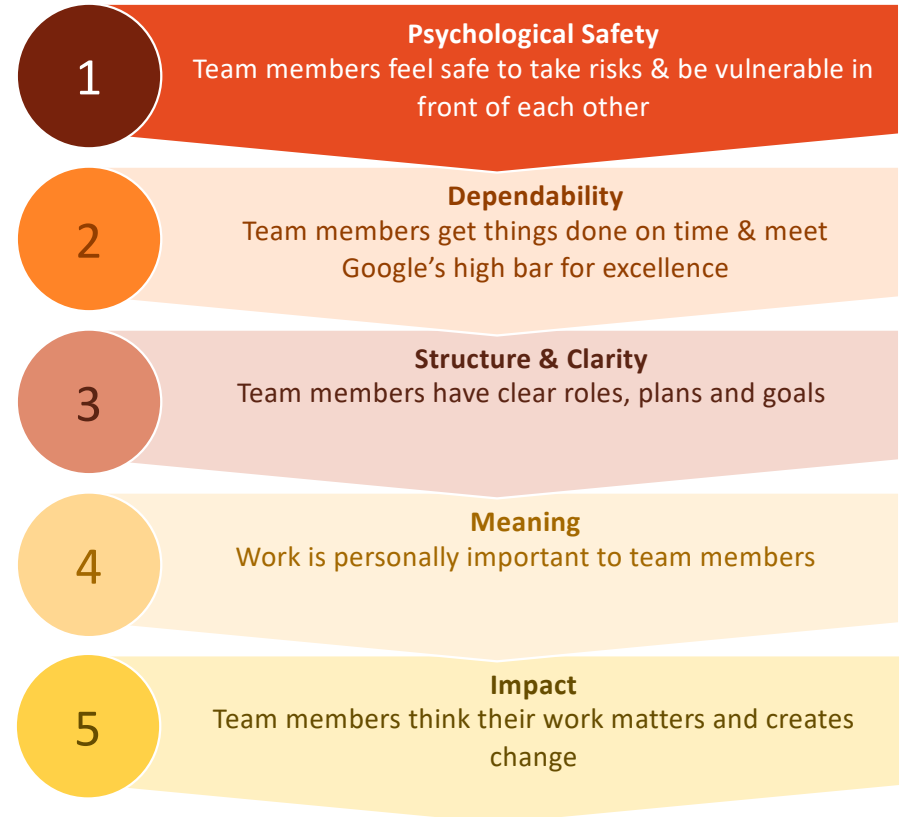 1
Psychological Safety
Team members feel safe to take risks & be vulnerable in
front of each other
2
Dependability
Team members get things done on time & meet
Google’s high bar for excellence
3
Structure & Clarity
Team members have clear roles, plans and goals
4
Meaning
Work is personally important to team members
5
Impact
Team members think their work matters and creates
change